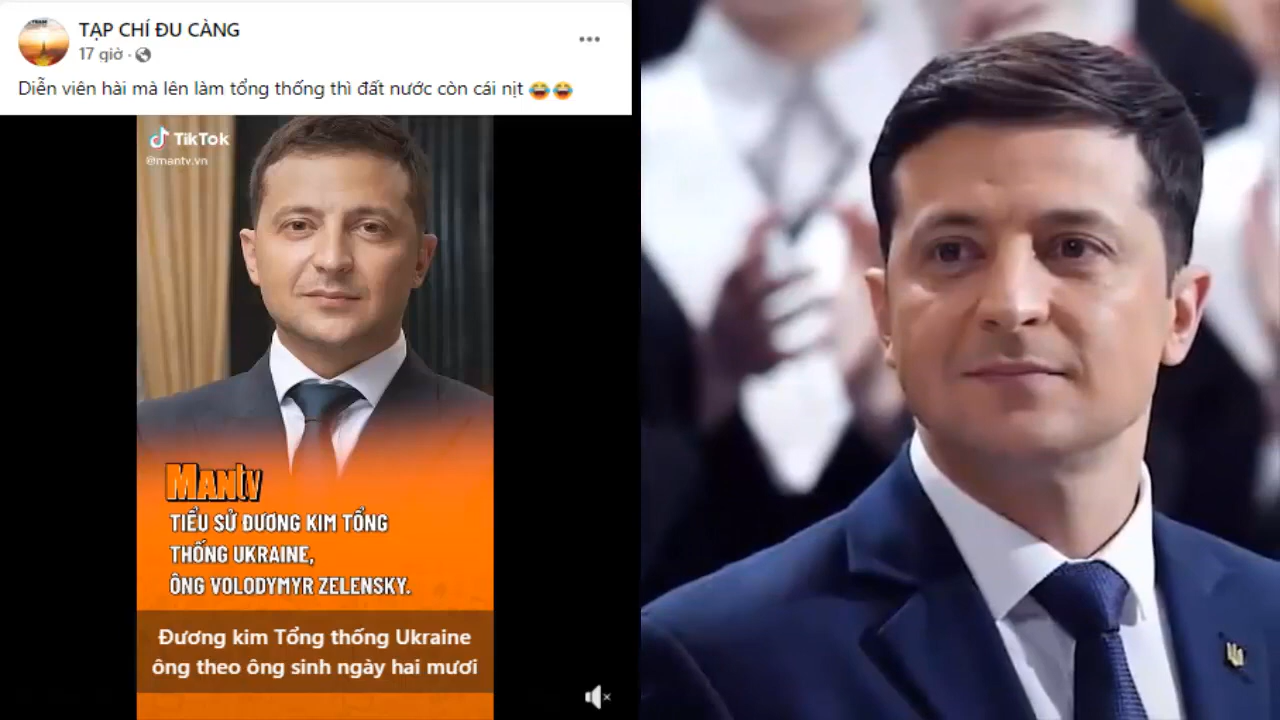 TẠP CHÍ ĐU CÀNG
17 giờ ·
Diễn viên hài mà lên làm tổng thống thì đất nước còn cái nịt 😂😂
TikTok
@mantv.vn
MANTV
TIỂU SỬ ĐƯƠNG KIM TỔNG
THỐNG UKRAINE,
ÔNG VOLODYMYR ZELENSKY.
Đương kim Tổng thống Ukraine
ông theo ông sinh ngày hai mươi